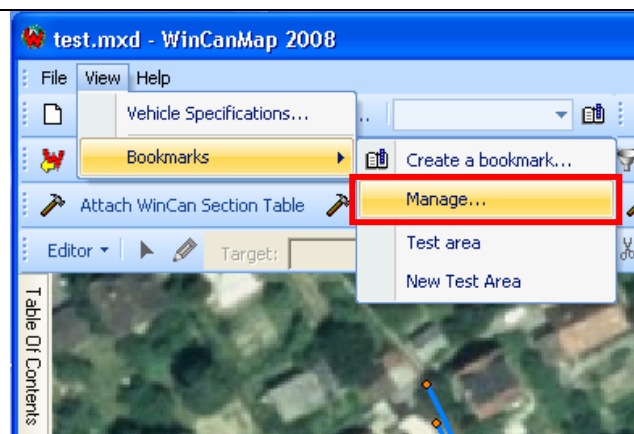 test.mxd - WinCanMap 2008
File View Help
Vehicle Specifications...
..
Bookmarks
Create a bookmark...
Attach WinCan Section Table
Manage...
Editor
Target:
Test area
New Test Area
Table Of Contents